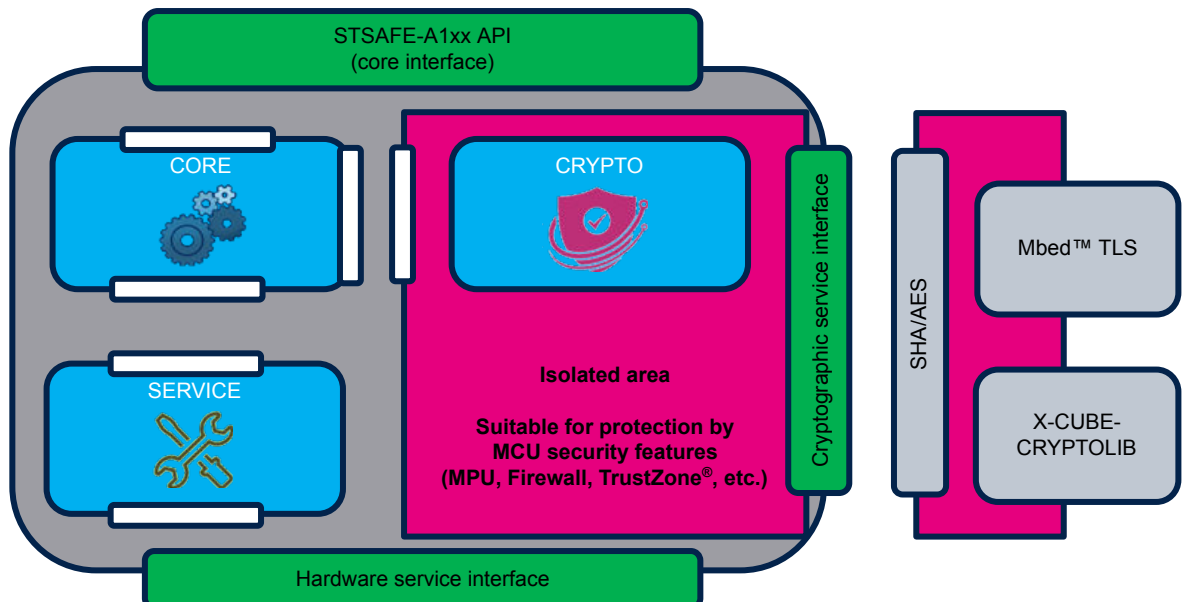 STSAFE-A1xx API
(core interface)
CORE
CRYPTO
SERVICE
Isolated area
Suitable for protection by
MCU security features
(MPU, Firewall, TrustZone®, etc.)
Cryptographic service interface
Hardware service interface
SHA/AES
Mbed™ TLS
X-CUBE-
CRYPTOLIB